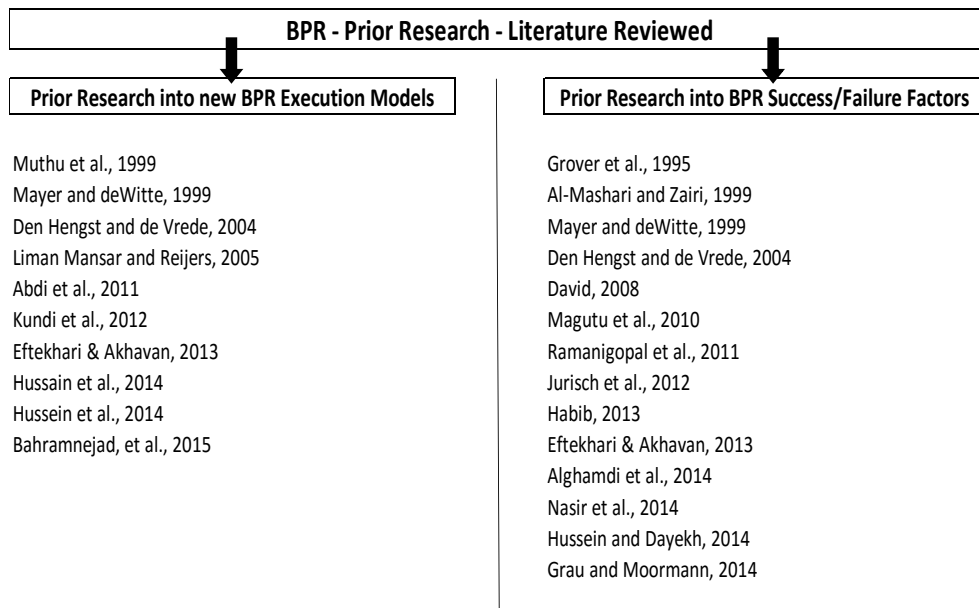 BPR - Prior Research - Literature Reviewed
Prior Research into new BPR Execution Models
Muthu et al., 1999
Mayer and deWitte, 1999
Den Hengst and de Vrede, 2004
Liman Mansar and Reijers, 2005
Abdi et al., 2011
Kundi et al., 2012
Eftekhari & Akhavan, 2013
Hussain et al., 2014
Hussein et al., 2014
Bahramnejad, et al., 2015
Prior Research into BPR Success/Failure Factors
Grover et al., 1995
Al-Mashari and Zairi, 1999
Mayer and deWitte, 1999
Den Hengst and de Vrede, 2004
David, 2008
Magutu et al., 2010
Ramanigopal et al., 2011
Jurisch et al., 2012
Habib, 2013
Eftekhari & Akhavan, 2013
Alghamdi et al., 2014
Nasir et al., 2014
Hussein and Dayekh, 2014
Grau and Moormann, 2014